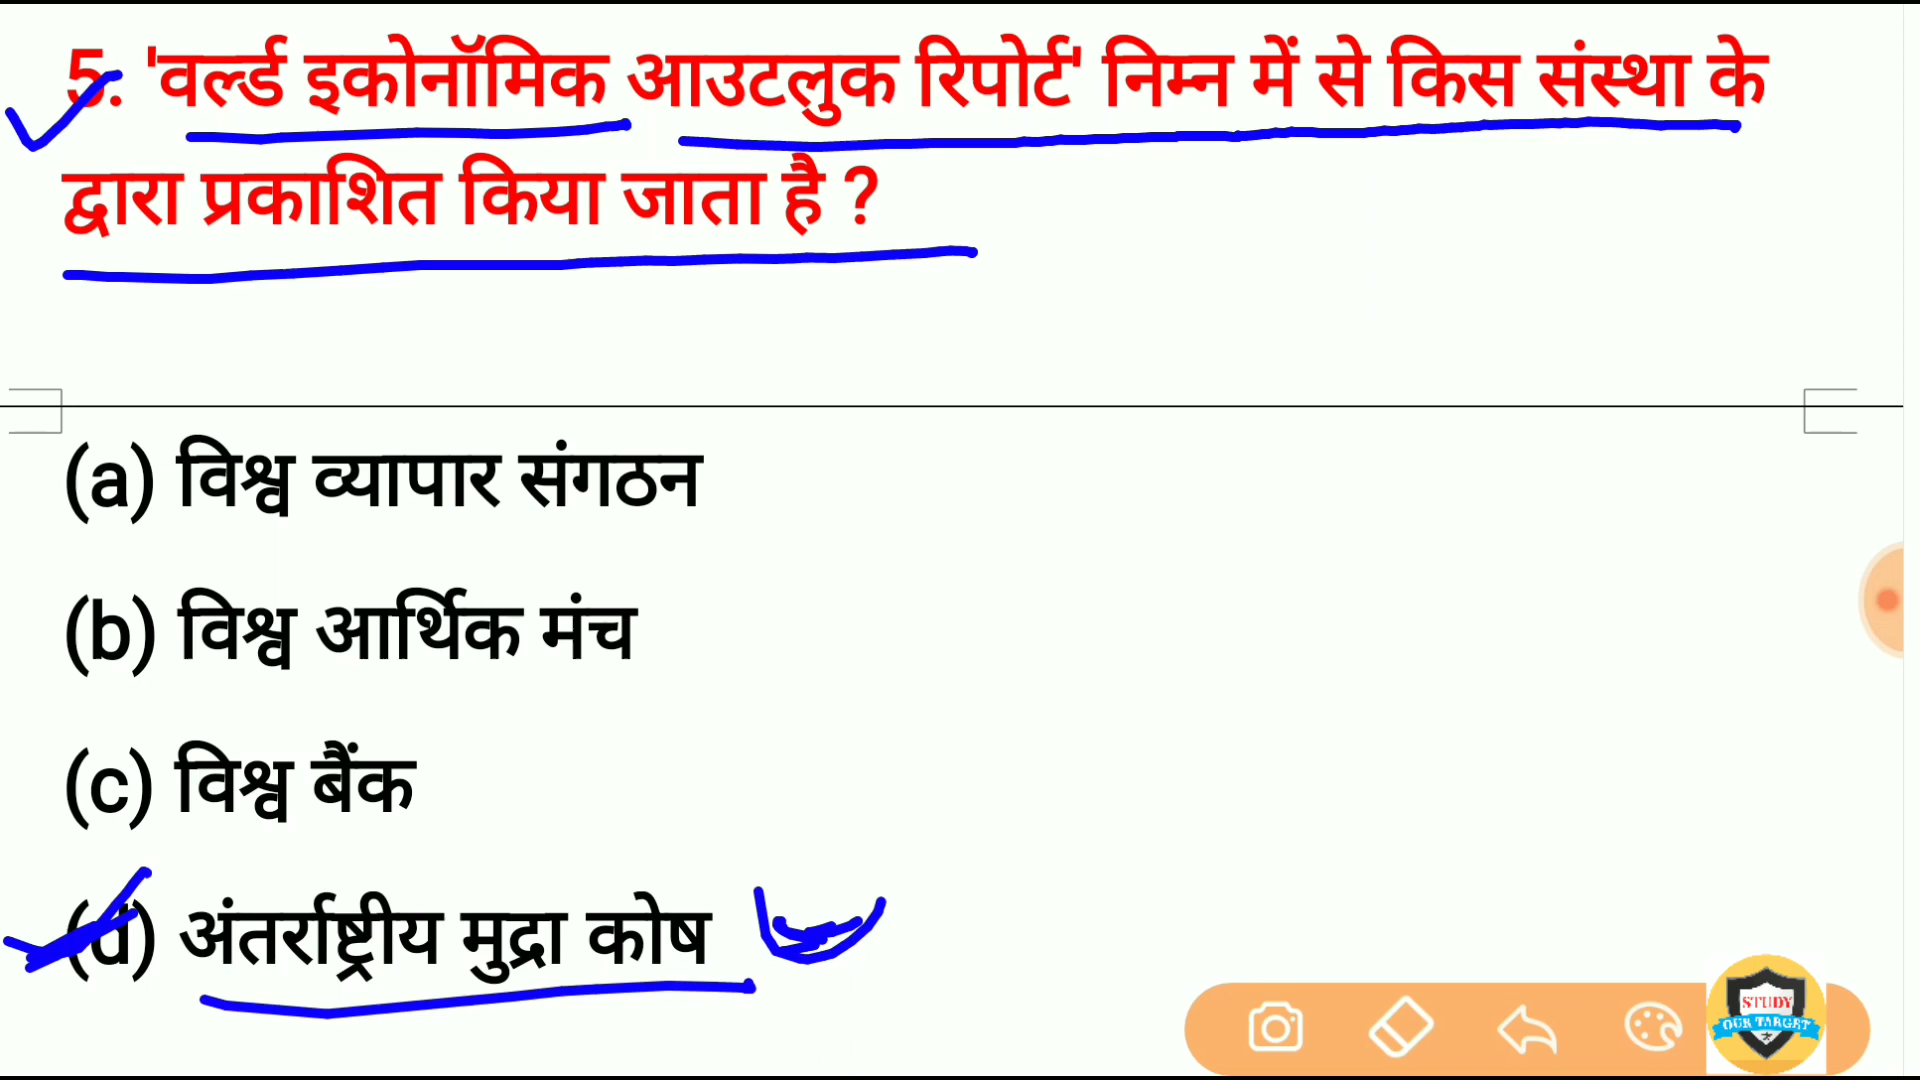 5. 'वर्ल्ड इकोनॉमिक आउटलुक रिपोर्ट' निम्न में से किस संस्था के
द्वारा प्रकाशित किया जाता है ?
(a) विश्व व्यापार संगठन
(b) विश्व आर्थिक मंच
(c) विश्व बैंक
(d) अंतर्राष्ट्रीय मुद्रा कोष
STUDY
OUR TARGET